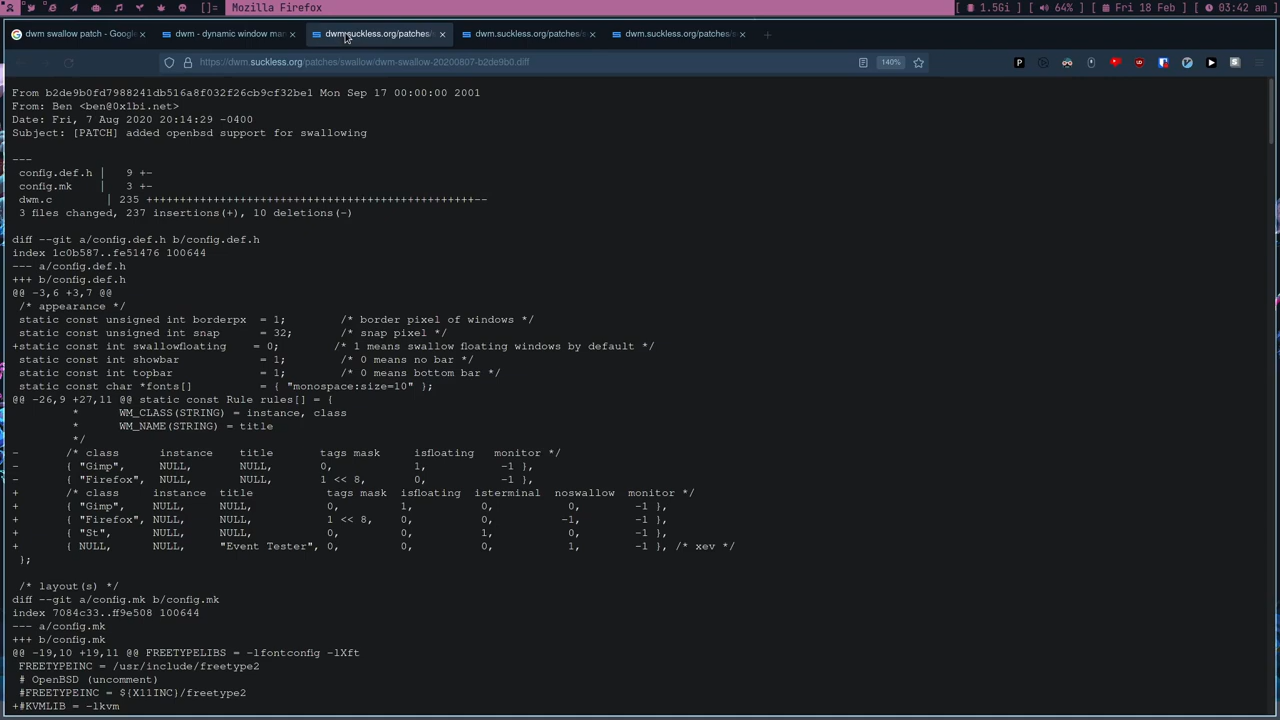 []= Mozilla Firefox 1.5Gi 64% Fri 18 Feb 03:42 am
dwm swallow patch - Googl
dwm - dynamic window man
dwm.suckless.org/patches/
dwm.suckless.org/patches/s
dwm.suckless.org/patches/s
https://dwm.suckless.org/patches/swallow/dwm-swallow-20200807-b2de9b0.diff 140%
From b2de9b0fd7988241db516a8f032f26cb9cf32be1 Mon Sep 17 00:00:00 2001
From: Ben <ben@0x1bi.net>
Date: Fri, 7 Aug 2020 20:14:29 -0400
Subject: [PATCH] added openbsd support for swallowing
---
config.def.h | 9 +-
config.mk | 3 +-
dwm.c | 235 +++++++++++++++++++++++++++++++++++++++++++++++++--
3 files changed, 237 insertions(+), 10 deletions(-)
diff --git a/config.def.h b/config.def.h
index 1c0b587..fe51476 100644
--- a/config.def.h
+++ b/config.def.h
@@ -3,6 +3,7 @@
/* appearance */
static const unsigned int borderpx = 1; /* border pixel of windows */
static const unsigned int snap = 32; /* snap pixel */
+static const int swallowfloating = 0; /* 1 means swallow floating windows by default */
static const int showbar = 1; /* 0 means no bar */
static const int topbar = 1; /* 0 means bottom bar */
static const char *fonts[] = { "monospace:size=10" };
@@ -26,9 +27,11 @@ static const Rule rules[] = {
* WM_CLASS(STRING) = instance, class
* WM_NAME(STRING) = title
*/
- /* class instance title tags mask isfloating monitor */
- { "Gimp", NULL, NULL, 0, 1, -1 },
- { "Firefox", NULL, NULL, 1 << 8, 0, -1 },
+ /* class instance title tags mask isfloating isterminal noswallow monitor */
+ { "Gimp", NULL, NULL, 0, 1, 0, 0, -1 },
+ { "Firefox", NULL, NULL, 1 << 8, 0, 0, -1, -1 },
+ { "St", NULL, NULL, 0, 0, 1, 0, -1 },
+ { NULL, NULL, "Event Tester", 0, 0, 0, 1, -1 }, /* xev */
};
/* layout(s) */
diff --git a/config.mk b/config.mk
index 7084c33..ff9e508 100644
--- a/config.mk
+++ b/config.mk
@@ -19,10 +19,11 @@ FREETYPELIBS = -lfontconfig -lXft
FREETYPEINC = /usr/include/freetype2
# OpenBSD (uncomment)
#FREETYPEINC = ${X11INC}/freetype2
+#KVMLIB = -lkvm